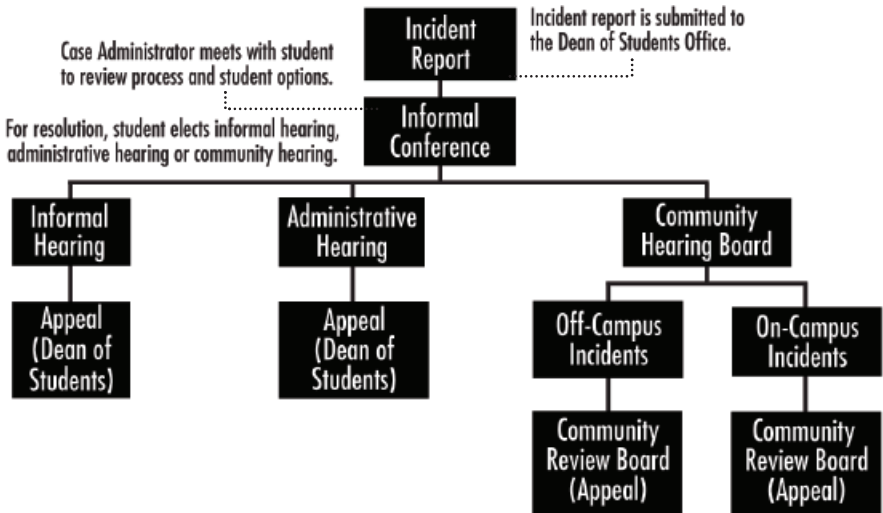 Incident
Report
Incident report is submitted to
the Dean of Students Office.
Case Administrator meets with student
to review process and student options.
Informal
Conference
For resolution, student elects informal hearing,
administrative hearing or community hearing.
Informal
Hearing
Administrative
Hearing
Community
Hearing Board
Appeal
(Dean of
Students)
Appeal
(Dean of
Students)
Off-Campus
Incidents
On-Campus
Incidents
Community
Review Board
(Appeal)
Community
Review Board
(Appeal)